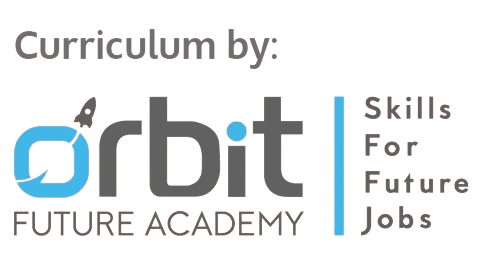 Curriculum by:
orbit
FUTURE ACADEMY
Skills
For
Future
Jobs